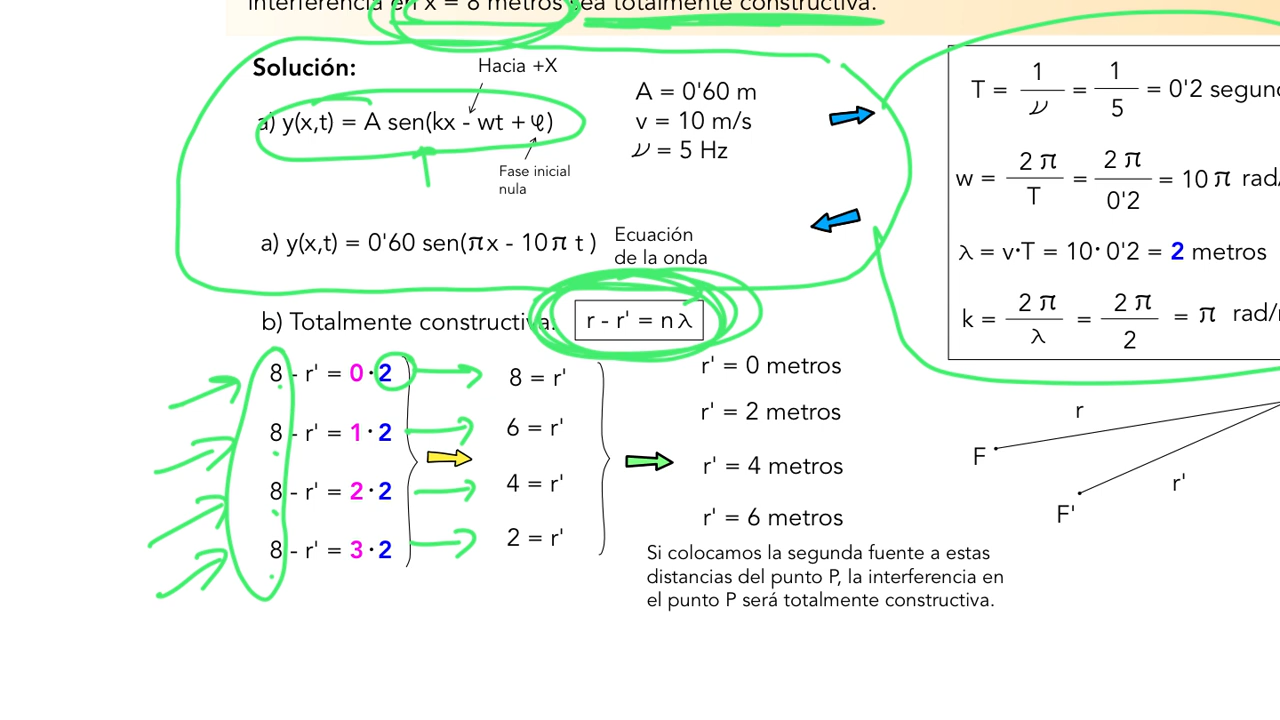 interferencia en x = 8 metros sea totalmente constructiva.
Solución:
Hacia +X
a) y(x,t) = A sen(kx - wt + φ)
Fase inicial
nula
A = 0'60 m
v = 10 m/s
ν = 5 Hz
a) y(x,t) = 0'60 sen(πx - 10π t )
Ecuación
de la onda
T = 1/ν = 1/5 = 0'2
w = 2π/T = 2π/0'2 = 10π rad/
λ = v·T = 10·0'2 = 2 metros
k = 2π/λ = 2π/2 = π rad/
b) Totalmente constructiva: r - r' = nλ
8 - r' = 0·2
8 - r' = 1·2
8 - r' = 2·2
8 - r' = 3·2
8 = r'
6 = r'
4 = r'
2 = r'
r' = 0 metros
r' = 2 metros
r' = 4 metros
r' = 6 metros
Si colocamos la segunda fuente a estas
distancias del punto P, la interferencia en
el punto P será totalmente constructiva.
r
F
r'
F'